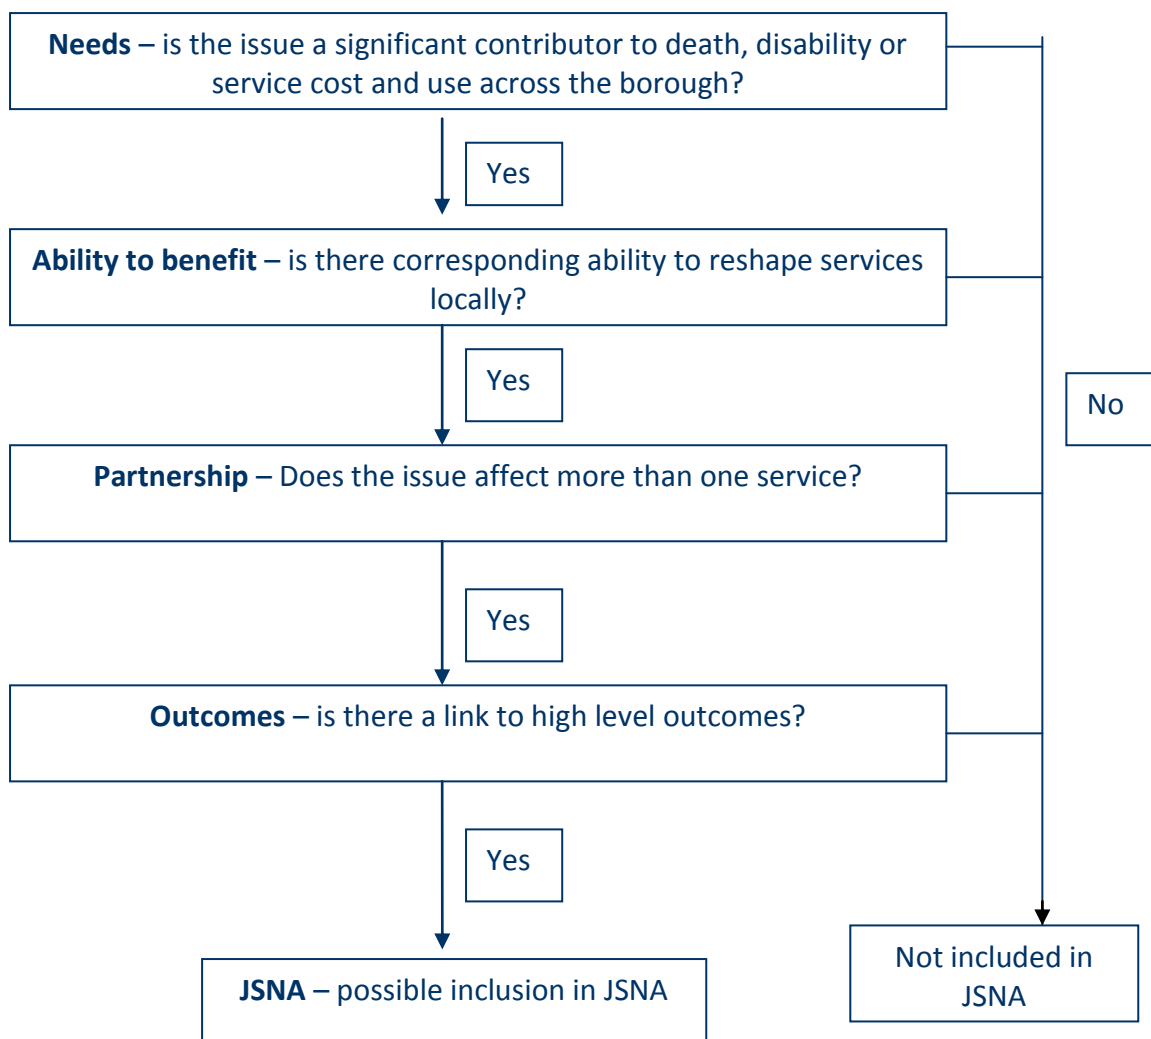 Needs – is the issue a significant contributor to death, disability or
service cost and use across the borough?
Yes
Ability to benefit – is there corresponding ability to reshape services
locally?
Yes
No
Partnership – Does the issue affect more than one service?
Yes
Outcomes – is there a link to high level outcomes?
Yes
JSNA – possible inclusion in JSNA
Not included in
JSNA